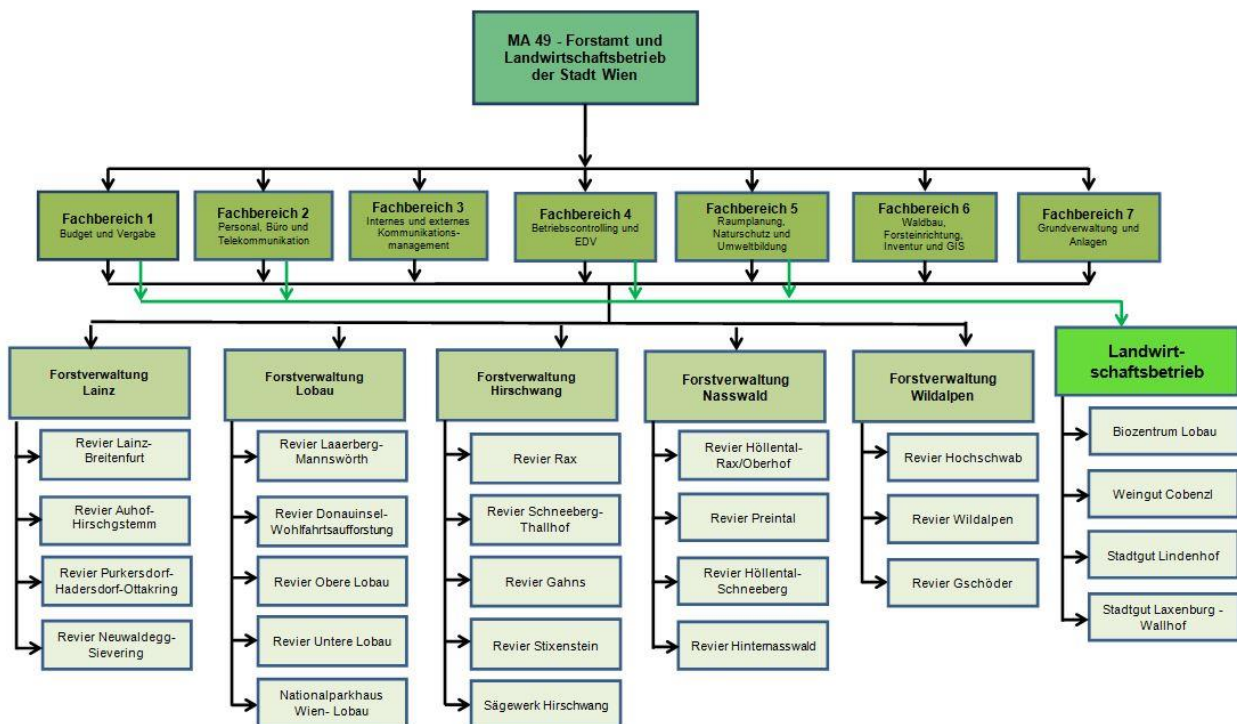 MA 49 - Forstamt und
Landwirtschaftsbetrieb
der Stadt Wien
Fachbereich 1
Budget und Vergabe
Fachbereich 2
Personal, Büro und
Telekommunikation
Fachbereich 3
Internes und externes
Kommunikations-
management
Fachbereich 4
Betriebscontrolling und
EDV
Fachbereich 5
Raumplanung,
Naturschutz und
Umweltbildung
Fachbereich 6
Waldbau,
Forsteinrichtung,
Inventur und GIS
Fachbereich 7
Grundverwaltung und
Anlagen
Forstverwaltung
Lainz
Revier Lainz-
Breitenfurt
Revier Auhof-
Hirschgstemm
Revier Purkersdorf-
Hadersdorf-Ottakring
Revier Neuwaldegg-
Sievering
Forstverwaltung
Lobau
Revier Laaerberg-
Mannswörth
Revier Donauinsel-
Wohlfahrtsaufforstung
Revier Obere Lobau
Revier Untere Lobau
Nationalparkhaus
Wien- Lobau
Forstverwaltung
Hirschwang
Revier Rax
Revier Schneeberg-
Thallhof
Revier Gahns
Revier Stixenstein
Sägewerk Hirschwang
Forstverwaltung
Nasswald
Revier Höllental-
Rax/Oberhof
Revier Preintal
Revier Höllental-
Schneeberg
Revier Hinternasswald
Forstverwaltung
Wildalpen
Revier Hochschwab
Revier Wildalpen
Revier Gschöder
Landwirt-
schaftsbetrieb
Biozentrum Lobau
Weingut Cobenzl
Stadtgut Lindenhof
Stadtgut Laxenburg -
Wallhof